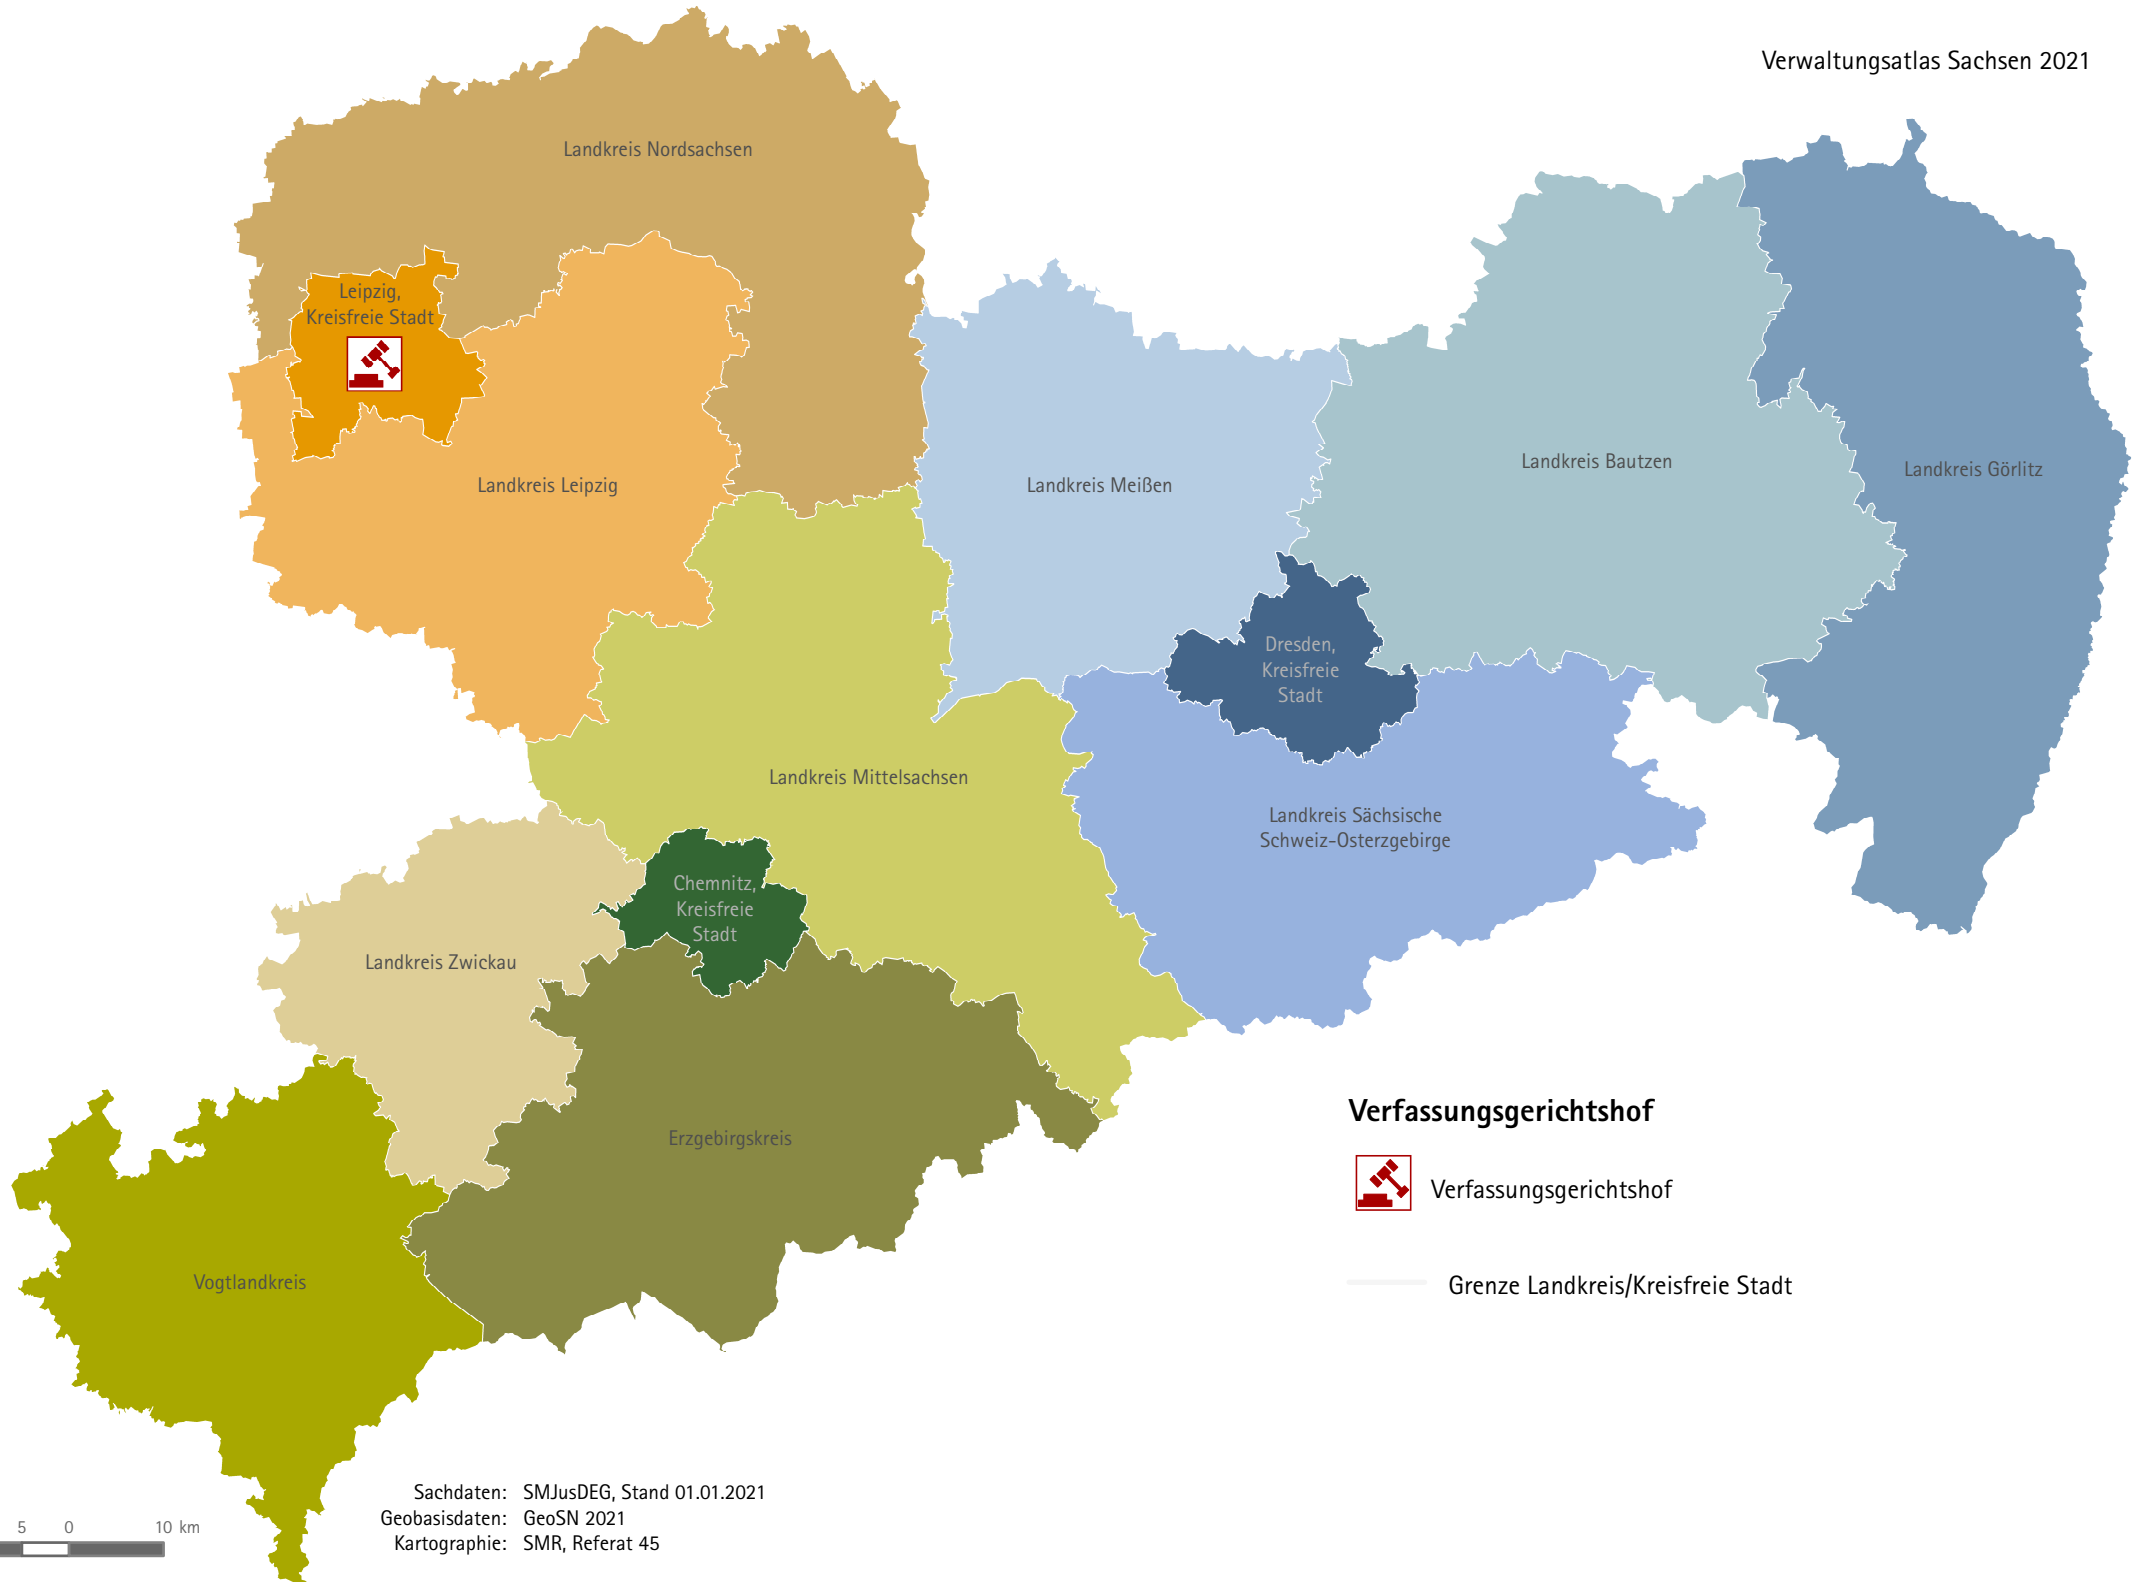 Verwaltungsatlas Sachsen 2021
Landkreis Nordsachsen
Leipzig,
Kreisfreie Stadt
Landkreis Leipzig
Landkreis Meißen
Landkreis Bautzen
Landkreis Görlitz
Dresden,
Kreisfreie
Stadt
Landkreis Mittelsachsen
Landkreis Sächsische
Schweiz-Osterzgebirge
Chemnitz,
Kreisfreie
Stadt
Landkreis Zwickau
Erzgebirgskreis
Vogtlandkreis
Verfassungsgerichtshof
Verfassungsgerichtshof
Grenze Landkreis/Kreisfreie Stadt
Sachdaten: SMJusDEG, Stand 01.01.2021
Geobasisdaten: GeoSN 2021
Kartographie: SMR, Referat 45
5 0 10 km